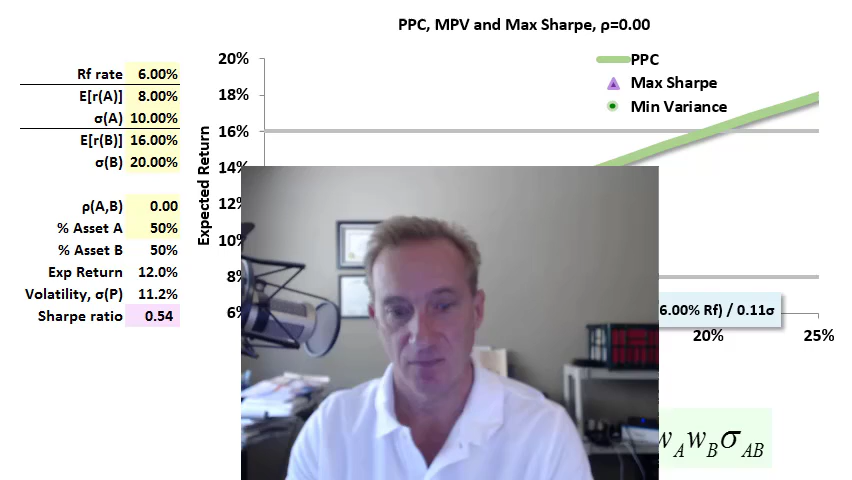 PPC, MPV and Max Sharpe, ρ=0.00
Rf rate 6.00%
E[r(A)] 8.00%
σ(A) 10.00%
E[r(B)] 16.00%
σ(B) 20.00%
ρ(A,B) 0.00
% Asset A 50%
% Asset B 50%
Exp Return 12.0%
Volatility, σ(P) 11.2%
Sharpe ratio 0.54
Expected Return
20%
18%
16%
14%
12%
10%
8%
6%
PPC
Max Sharpe
Min Variance
6.00% Rf) / 0.11σ
20% 25%
w_A w_B σ_AB